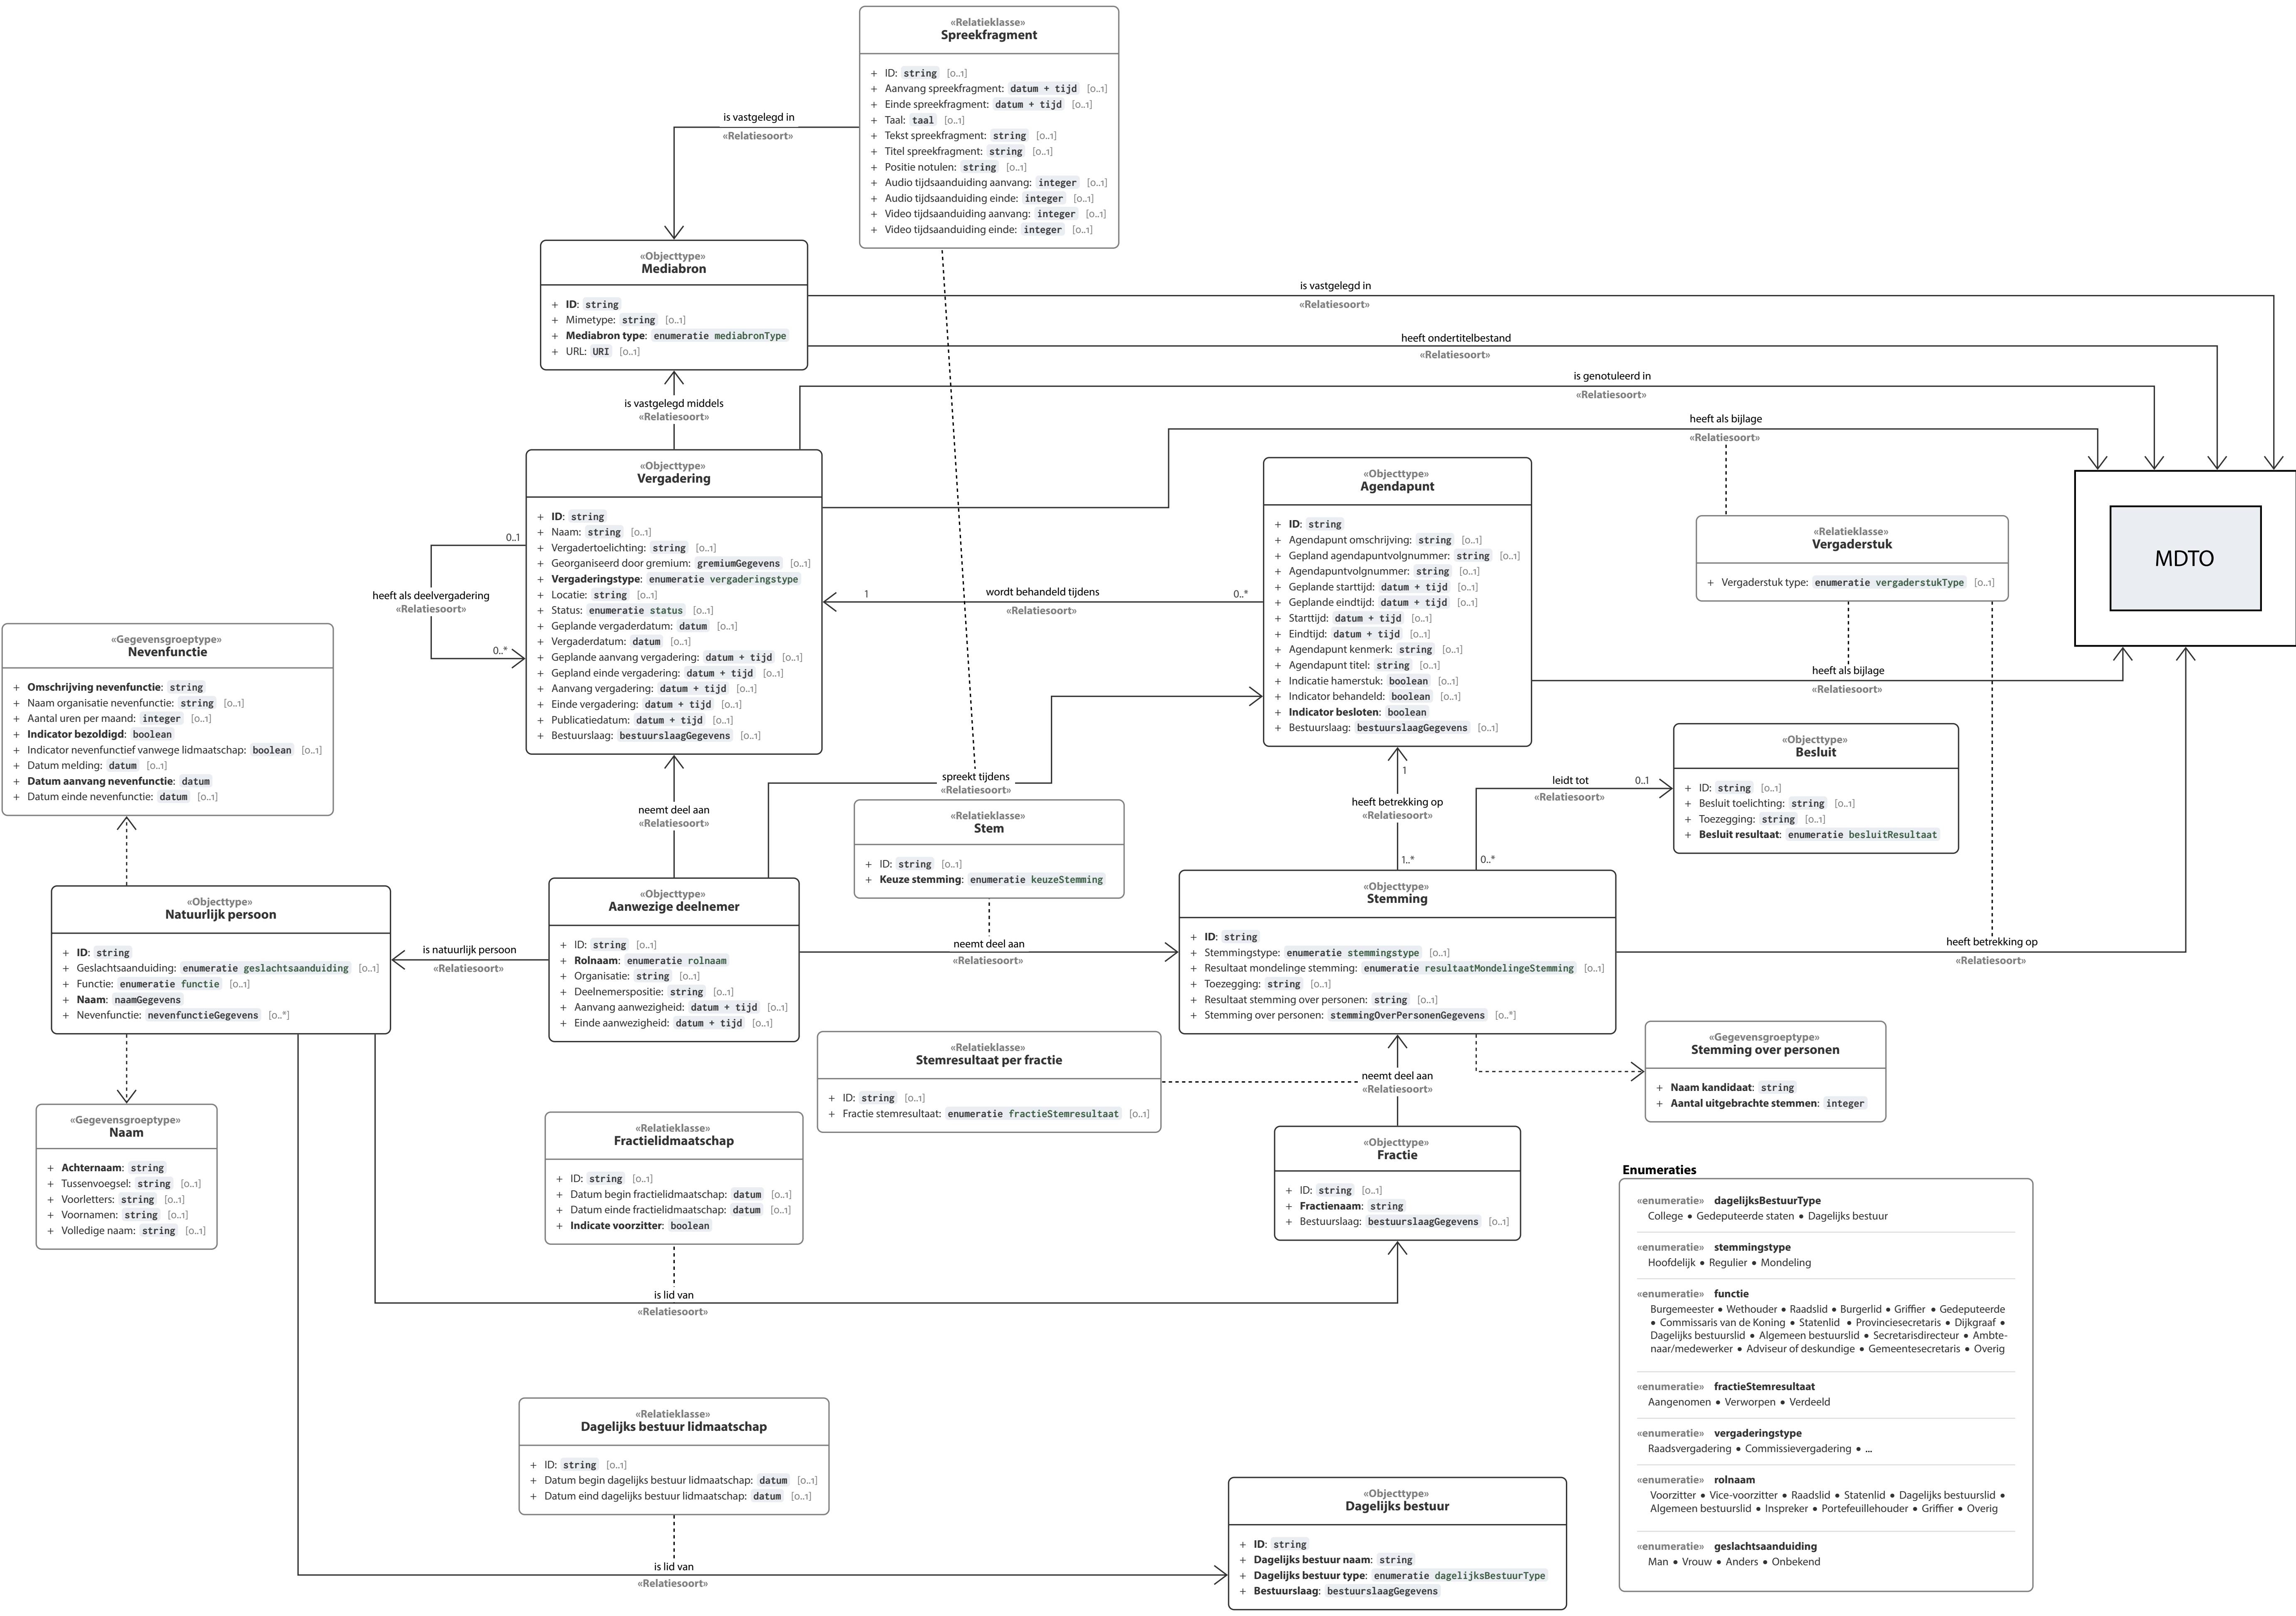 «Relatieklasse»
Spreekfragment
+ ID: string [0..1]
+ Aanvang spreekfragment: datum + tijd [0..1]
+ Einde spreekfragment: datum + tijd [0..1]
+ Taal: taal [0..1]
+ Tekst spreekfragment: string [0..1]
+ Titel spreekfragment: string [0..1]
+ Positie notulen: string [0..1]
+ Audio tijdsaanduiding aanvang: integer [0..1]
+ Audio tijdsaanduiding einde: integer [0..1]
+ Video tijdsaanduiding aanvang: integer [0..1]
+ Video tijdsaanduiding einde: integer [0..1]
is vastgelegd in
«Relatiesoort»
«Objecttype»
Mediabron
+ ID: string
+ Mimetype: string [0..1]
+ Mediabron type: enumeratie mediabronType
+ URL: URI [0..1]
is vastgelegd in
«Relatiesoort»
heeft ondertitelbestand
«Relatiesoort»
is genotuleerd in
«Relatiesoort»
heeft als bijlage
«Relatiesoort»
is vastgelegd middels
«Relatiesoort»
«Objecttype»
Vergadering
+ ID: string
+ Naam: string [0..1]
+ Vergadertoelichting: string [0..1]
+ Georganiseerd door gremium: gremiumGegevens [0..1]
+ Vergaderingstype: enumeratie vergaderingstype
+ Locatie: string [0..1]
+ Status: enumeratie status [0..1]
+ Geplande vergaderdatum: datum [0..1]
+ Vergaderdatum: datum [0..1]
+ Geplande aanvang vergadering: datum + tijd [0..1]
+ Gepland einde vergadering: datum + tijd [0..1]
+ Aanvang vergadering: datum + tijd [0..1]
+ Einde vergadering: datum + tijd [0..1]
+ Publicatiedatum: datum + tijd [0..1]
+ Bestuurslaag: bestuurslaagGegevens [0..1]
0..1
heeft als deelvergadering
«Relatiesoort»
0..*
1
wordt behandeld tijdens
«Relatiesoort»
0..*
«Objecttype»
Agendapunt
+ ID: string
+ Agendapunt omschrijving: string [0..1]
+ Gepland agendapuntvolgnummer: string [0..1]
+ Agendapuntvolgnummer: string [0..1]
+ Geplande starttijd: datum + tijd [0..1]
+ Geplande eindtijd: datum + tijd [0..1]
+ Starttijd: datum + tijd [0..1]
+ Eindtijd: datum + tijd [0..1]
+ Agendapunt kenmerk: string [0..1]
+ Agendapunt titel: string [0..1]
+ Indicatie hamerstuk: boolean [0..1]
+ Indicator behandeld: boolean [0..1]
+ Indicator besloten: boolean
+ Bestuurslaag: bestuurslaagGegevens [0..1]
«Relatieklasse»
Vergaderstuk
+ Vergaderstuk type: enumeratie vergaderstukType [0..1]
MDTO
heeft als bijlage
«Relatiesoort»
«Gegevensgroeptype»
Nevenfunctie
+ Omschrijving nevenfunctie: string
+ Naam organisatie nevenfunctie: string [0..1]
+ Aantal uren per maand: integer [0..1]
+ Indicator bezoldigd: boolean
+ Indicator nevenfunctief vanwege lidmaatschap: boolean [0..1]
+ Datum melding: datum [0..1]
+ Datum aanvang nevenfunctie: datum
+ Datum einde nevenfunctie: datum [0..1]
neemt deel aan
«Relatiesoort»
spreekt tijdens
«Relatiesoort»
1
heeft betrekking op
«Relatiesoort»
1..*
leidt tot
«Relatiesoort»
0..1
0..*
«Objecttype»
Besluit
+ ID: string [0..1]
+ Besluit toelichting: string [0..1]
+ Toezegging: string [0..1]
+ Besluit resultaat: enumeratie besluitResultaat
«Relatieklasse»
Stem
+ ID: string [0..1]
+ Keuze stemming: enumeratie keuzeStemming
«Objecttype»
Natuurlijk persoon
+ ID: string
+ Geslachtsaanduiding: enumeratie geslachtsaanduiding [0..1]
+ Functie: enumeratie functie [0..1]
+ Naam: naamGegevens
+ Nevenfunctie: nevenfunctieGegevens [0..*]
is natuurlijk persoon
«Relatiesoort»
«Objecttype»
Aanwezige deelnemer
+ ID: string [0..1]
+ Rolnaam: enumeratie rolnaam
+ Organisatie: string [0..1]
+ Deelnemerspositie: string [0..1]
+ Aanvang aanwezigheid: datum + tijd [0..1]
+ Einde aanwezigheid: datum + tijd [0..1]
neemt deel aan
«Relatiesoort»
«Objecttype»
Stemming
+ ID: string
+ Stemmingstype: enumeratie stemmingstype [0..1]
+ Resultaat mondelinge stemming: enumeratie resultaatMondelingeStemming [0..1]
+ Toezegging: string [0..1]
+ Resultaat stemming over personen: string [0..1]
+ Stemming over personen: stemmingOverPersonenGegevens [0..*]
heeft betrekking op
«Relatiesoort»
«Gegevensgroeptype»
Stemming over personen
+ Naam kandidaat: string
+ Aantal uitgebrachte stemmen: integer
«Relatieklasse»
Stemresultaat per fractie
+ ID: string [0..1]
+ Fractie stemresultaat: enumeratie fractieStemresultaat [0..1]
neemt deel aan
«Relatiesoort»
«Gegevensgroeptype»
Naam
+ Achternaam: string
+ Tussenvoegsel: string [0..1]
+ Voorletters: string [0..1]
+ Voornamen: string [0..1]
+ Volledige naam: string [0..1]
«Relatieklasse»
Fractielidmaatschap
+ ID: string [0..1]
+ Datum begin fractielidmaatschap: datum [0..1]
+ Datum einde fractielidmaatschap: datum [0..1]
+ Indicate voorzitter: boolean
«Objecttype»
Fractie
+ ID: string [0..1]
+ Fractienaam: string
+ Bestuurslaag: bestuurslaagGegevens [0..1]
is lid van
«Relatiesoort»
«Relatieklasse»
Dagelijks bestuur lidmaatschap
+ ID: string [0..1]
+ Datum begin dagelijks bestuur lidmaatschap: datum [0..1]
+ Datum eind dagelijks bestuur lidmaatschap: datum [0..1]
is lid van
«Relatiesoort»
«Objecttype»
Dagelijks bestuur
+ ID: string
+ Dagelijks bestuur naam: string
+ Dagelijks bestuur type: enumeratie dagelijksBestuurType
+ Bestuurslaag: bestuurslaagGegevens
Enumeraties
«enumeratie» dagelijksBestuurType
College • Gedeputeerde staten • Dagelijks bestuur
«enumeratie» stemmingstype
Hoofdelijk • Regulier • Mondeling
«enumeratie» functie
Burgemeester • Wethouder • Raadslid • Burgerlid • Griffier • Gedeputeerde
• Commissaris van de Koning • Statenlid • Provinciesecretaris • Dijkgraaf •
Dagelijks bestuurslid • Algemeen bestuurslid • Secretarisdirecteur • Ambte-
naar/medewerker • Adviseur of deskundige • Gemeentesecretaris • Overig
«enumeratie» fractieStemresultaat
Aangenomen • Verworpen • Verdeeld
«enumeratie» vergaderingstype
Raadsvergadering • Commissievergadering • ...
«enumeratie» rolnaam
Voorzitter • Vice-voorzitter • Raadslid • Statenlid • Dagelijks bestuurslid •
Algemeen bestuurslid • Inspreker • Portefeuillehouder • Griffier • Overig
«enumeratie» geslachtsaanduiding
Man • Vrouw • Anders • Onbekend